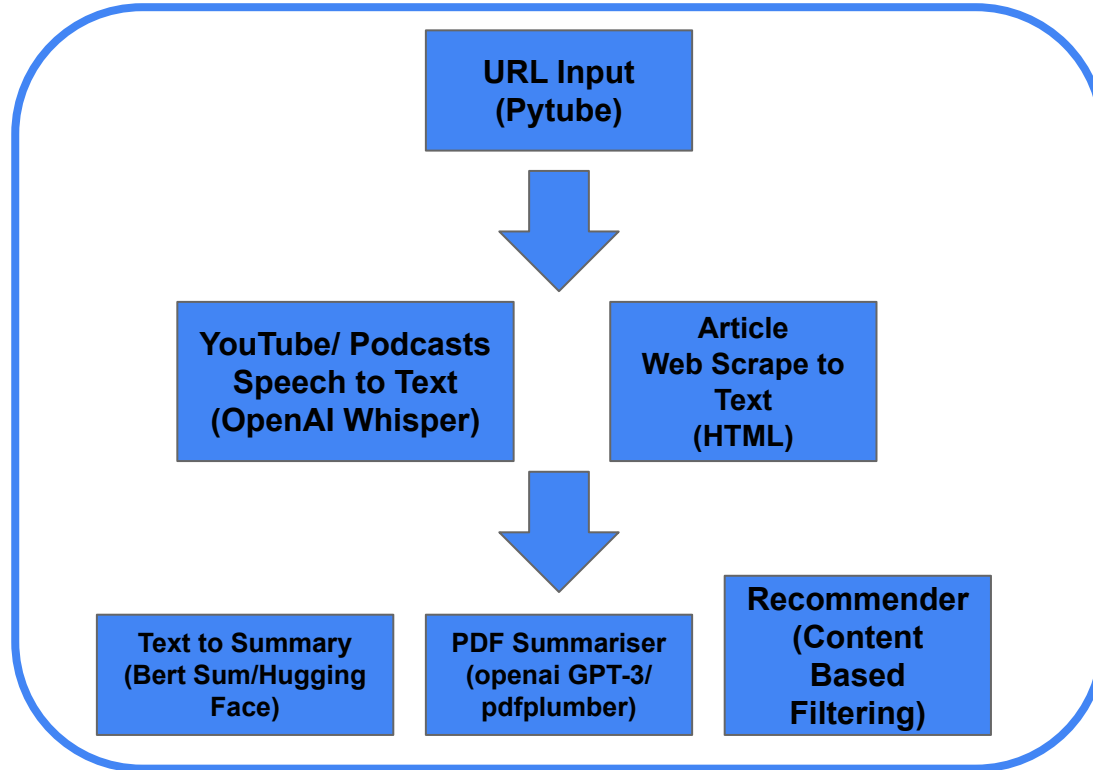 URL Input
(Pytube)
YouTube/ Podcasts
Speech to Text
(OpenAI Whisper)
Article
Web Scrape to
Text
(HTML)
Text to Summary
(Bert Sum/Hugging
Face)
PDF Summariser
(openai GPT-3/
pdfplumber)
Recommender
(Content
Based
Filtering)